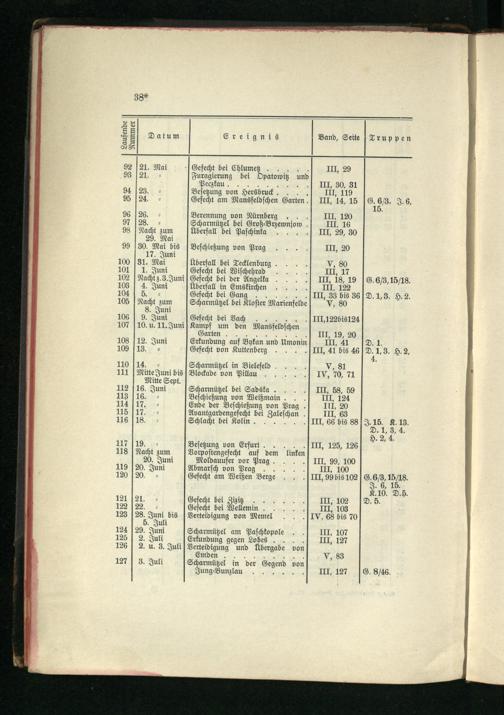 38*
Laufende Nummer Datum Ereignis Band, Seite Truppen
92 21. Mai Gefecht bei Chlumetz . . . . . III, 29
93 21. „ Furagierung bei Opatowitz und
Peczkau . . . . . . . . . III, 30, 31
94 23. „ Besetzung von Hersbruck . . . . III, 119
95 24. „ Gefecht am Mansfeldschen Garten . III, 14, 15 G. 6/3. J. 6,
15.
96 26. „ Berennung von Nürnberg . . . . III, 120
97 28. „ Scharmützel bei Groß-Brzewnjow . III, 16
98 Nacht zum Überfall bei Paschinka . . . . III, 29, 30
29. Mai
99 30. Mai bis Beschießung von Prag . . . . III, 20
17. Juni
100 31. Mai Überfall bei Tecklenburg . . . . V, 80
101 1. Juni Gefecht bei Wischehrad . . . . III, 17
102 Nacht z. 3. Juni Gefecht bei der Angelka . . . . III, 18, 19 G. 6/3, 15/18.
103 4. Juni Überfall in Emskirchen . . . . III, 122
104 5. „ Gefecht bei Gang . . . . . . III, 33 bis 36 D. 1, 3. H. 2.
105 Nacht zum Scharmützel bei Kloster Marienfelde V, 80
8. Juni
106 9. Juni Gefecht bei Vach . . . . . . III, 122 bis 124
107 10. u. 11. Juni Kampf um den Mansfeldschen
Garten . . . . . . . . . III, 19, 20
108 12. Juni Erkundung auf Bykan und Umonin III, 41 D. 1.
109 13. „ Gefecht von Kuttenberg . . . . III, 41 bis 46 D. 1, 3. H. 2,
4.
110 14. „ Scharmützel in Bielefeld . . . . V, 81
111 Mitte Juni bis Blockade von Pillau . . . . . IV, 70, 71
Mitte Sept.
112 16. Juni Scharmützel bei Sadska . . . . III, 58, 59
113 16. „ Beschießung von Weißmain . . . III, 124
114 17. „ Ende der Beschießung von Prag . III, 20
115 17. „ Avantgardengefecht bei Zaleschan . III, 63
116 18. „ Schlacht bei Kolin . . . . . . III, 66 bis 88 J. 15. K. 13.
D. 1, 3, 4.
H. 2, 4.
117 19. „ Besetzung von Erfurt . . . . . III, 125, 126
118 Nacht zum Vorpostengefecht auf dem linken
20. Juni Moldauufer vor Prag . . . . III, 99, 100
119 20. Juni Abmarsch von Prag . . . . . III, 100
120 20. „ Gefecht am Weißen Berge . . . III, 99 bis 102 G. 6/3, 15/18.
J. 6, 15.
K. 10. D. 5.
121 21. „ Gefecht bei Zizitz . . . . . . III, 102 D. 5.
122 22. „ Gefecht bei Wellemin . . . . . III, 103
123 28. Juni bis Verteidigung von Memel . . . . IV, 68 bis 70
5. Juli
124 29. Juni Scharmützel am Paschkopole . . III, 107
125 2. Juli Erkundung gegen Lobes . . . . III, 127
126 2. u. 3. Juli Verteidigung und Übergabe von
Emden . . . . . . . . . V, 83
127 3. Juli Scharmützel in der Gegend von
Jung-Bunzlau . . . . . . . III, 127 G. 8/46.